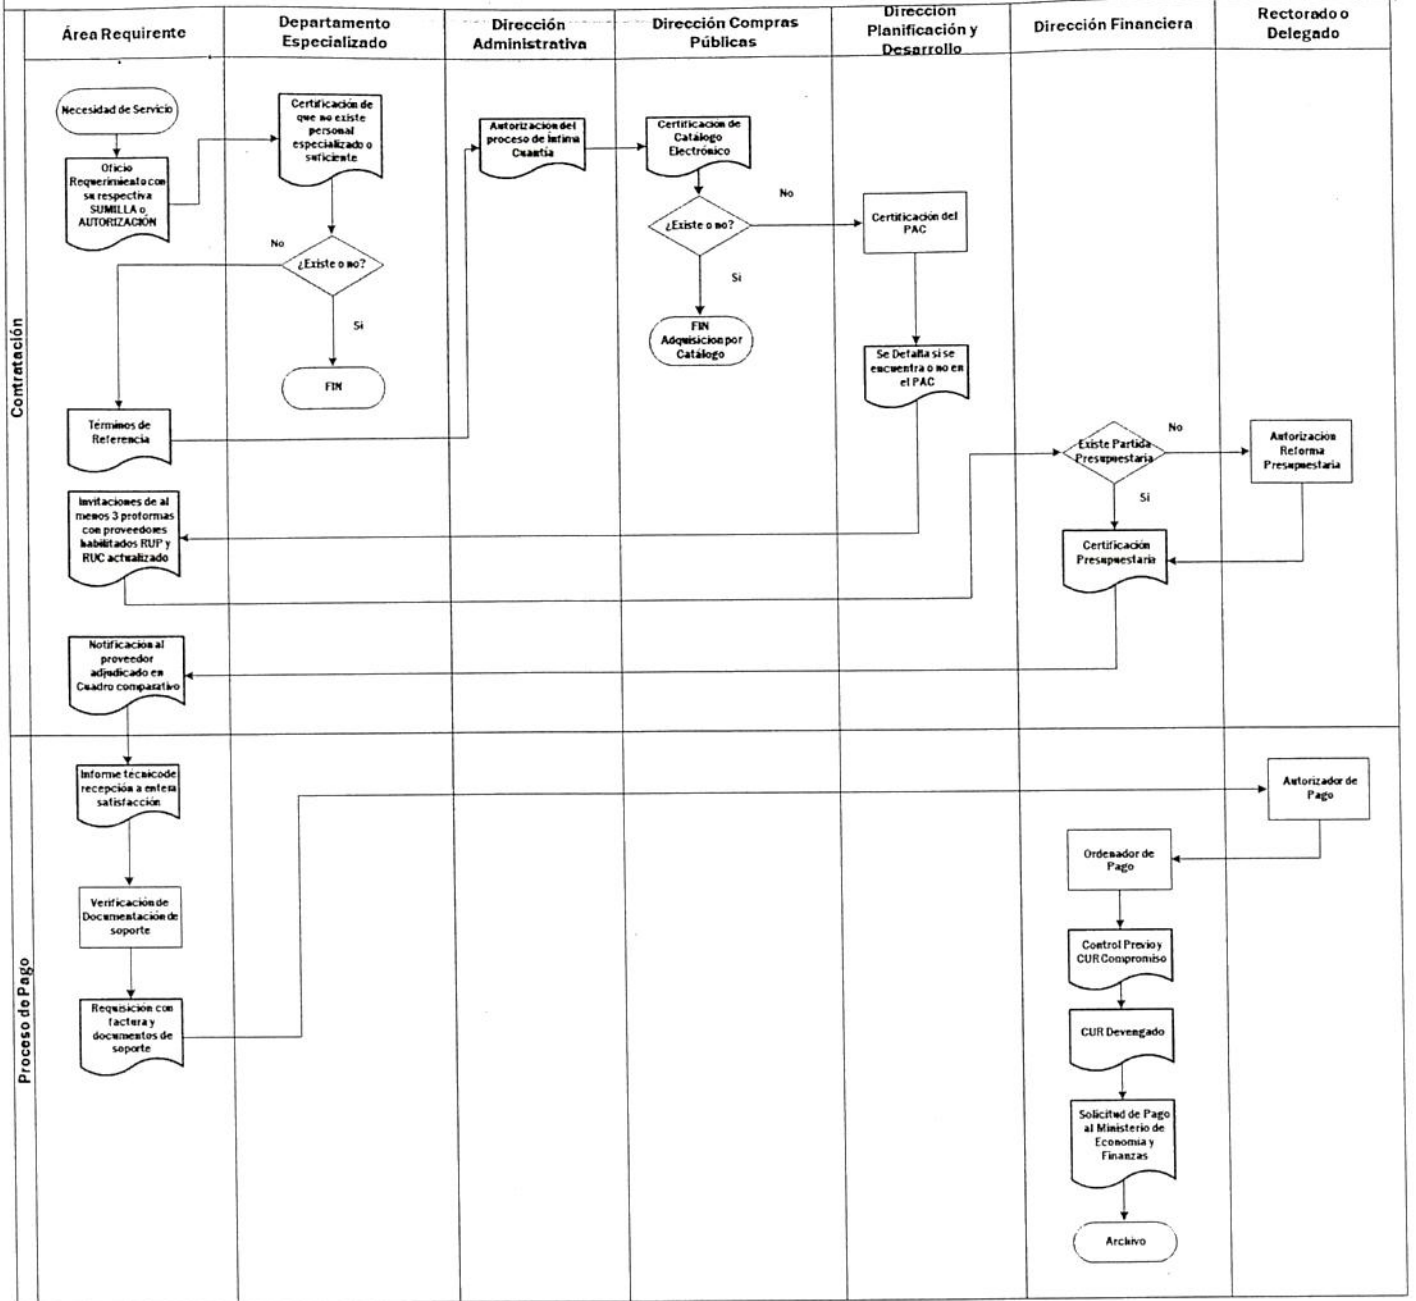 Área Requirente
Departamento
Especializado
Dirección
Administrativa
Dirección Compras
Públicas
Dirección
Planificación y
Desarrollo
Dirección Financiera
Rectorado o
Delegado
Contratación
Necesidad de Servicio
Oficio
Requerimiento con
su respectiva
SUMILLA o
AUTORIZACIÓN
Certificación de
que no existe
personal
especializado o
suficiente
¿Existe o no?
No
Si
FIN
Términos de
Referencia
Autorización del
proceso de Íntima
Cuantía
Certificación de
Catálogo
Electrónico
¿Existe o no?
No
Si
FIN
Adquisicion por
Catálogo
Certificación del
PAC
Se Detalla si se
encuentra o no en
el PAC
Invitaciones de al
menos 3 proformas
con proveedores
habilitados RUP y
RUC actualizado
Existe Partida
Presupuestaria
No
Si
Autorización
Reforma
Presupuestaria
Certificación
Presupuestaria
Notificación al
proveedor
adjudicado en
Cuadro comparativo
Proceso de Pago
Informe técnico de
recepción a entera
satisfacción
Verificación de
Documentación de
soporte
Requisición con
factura y
documentos de
soporte
Autorizador de
Pago
Ordenador de
Pago
Control Previo y
CUR Compromiso
CUR Devengado
Solicitud de Pago
al Ministerio de
Economía y
Finanzas
Archivo